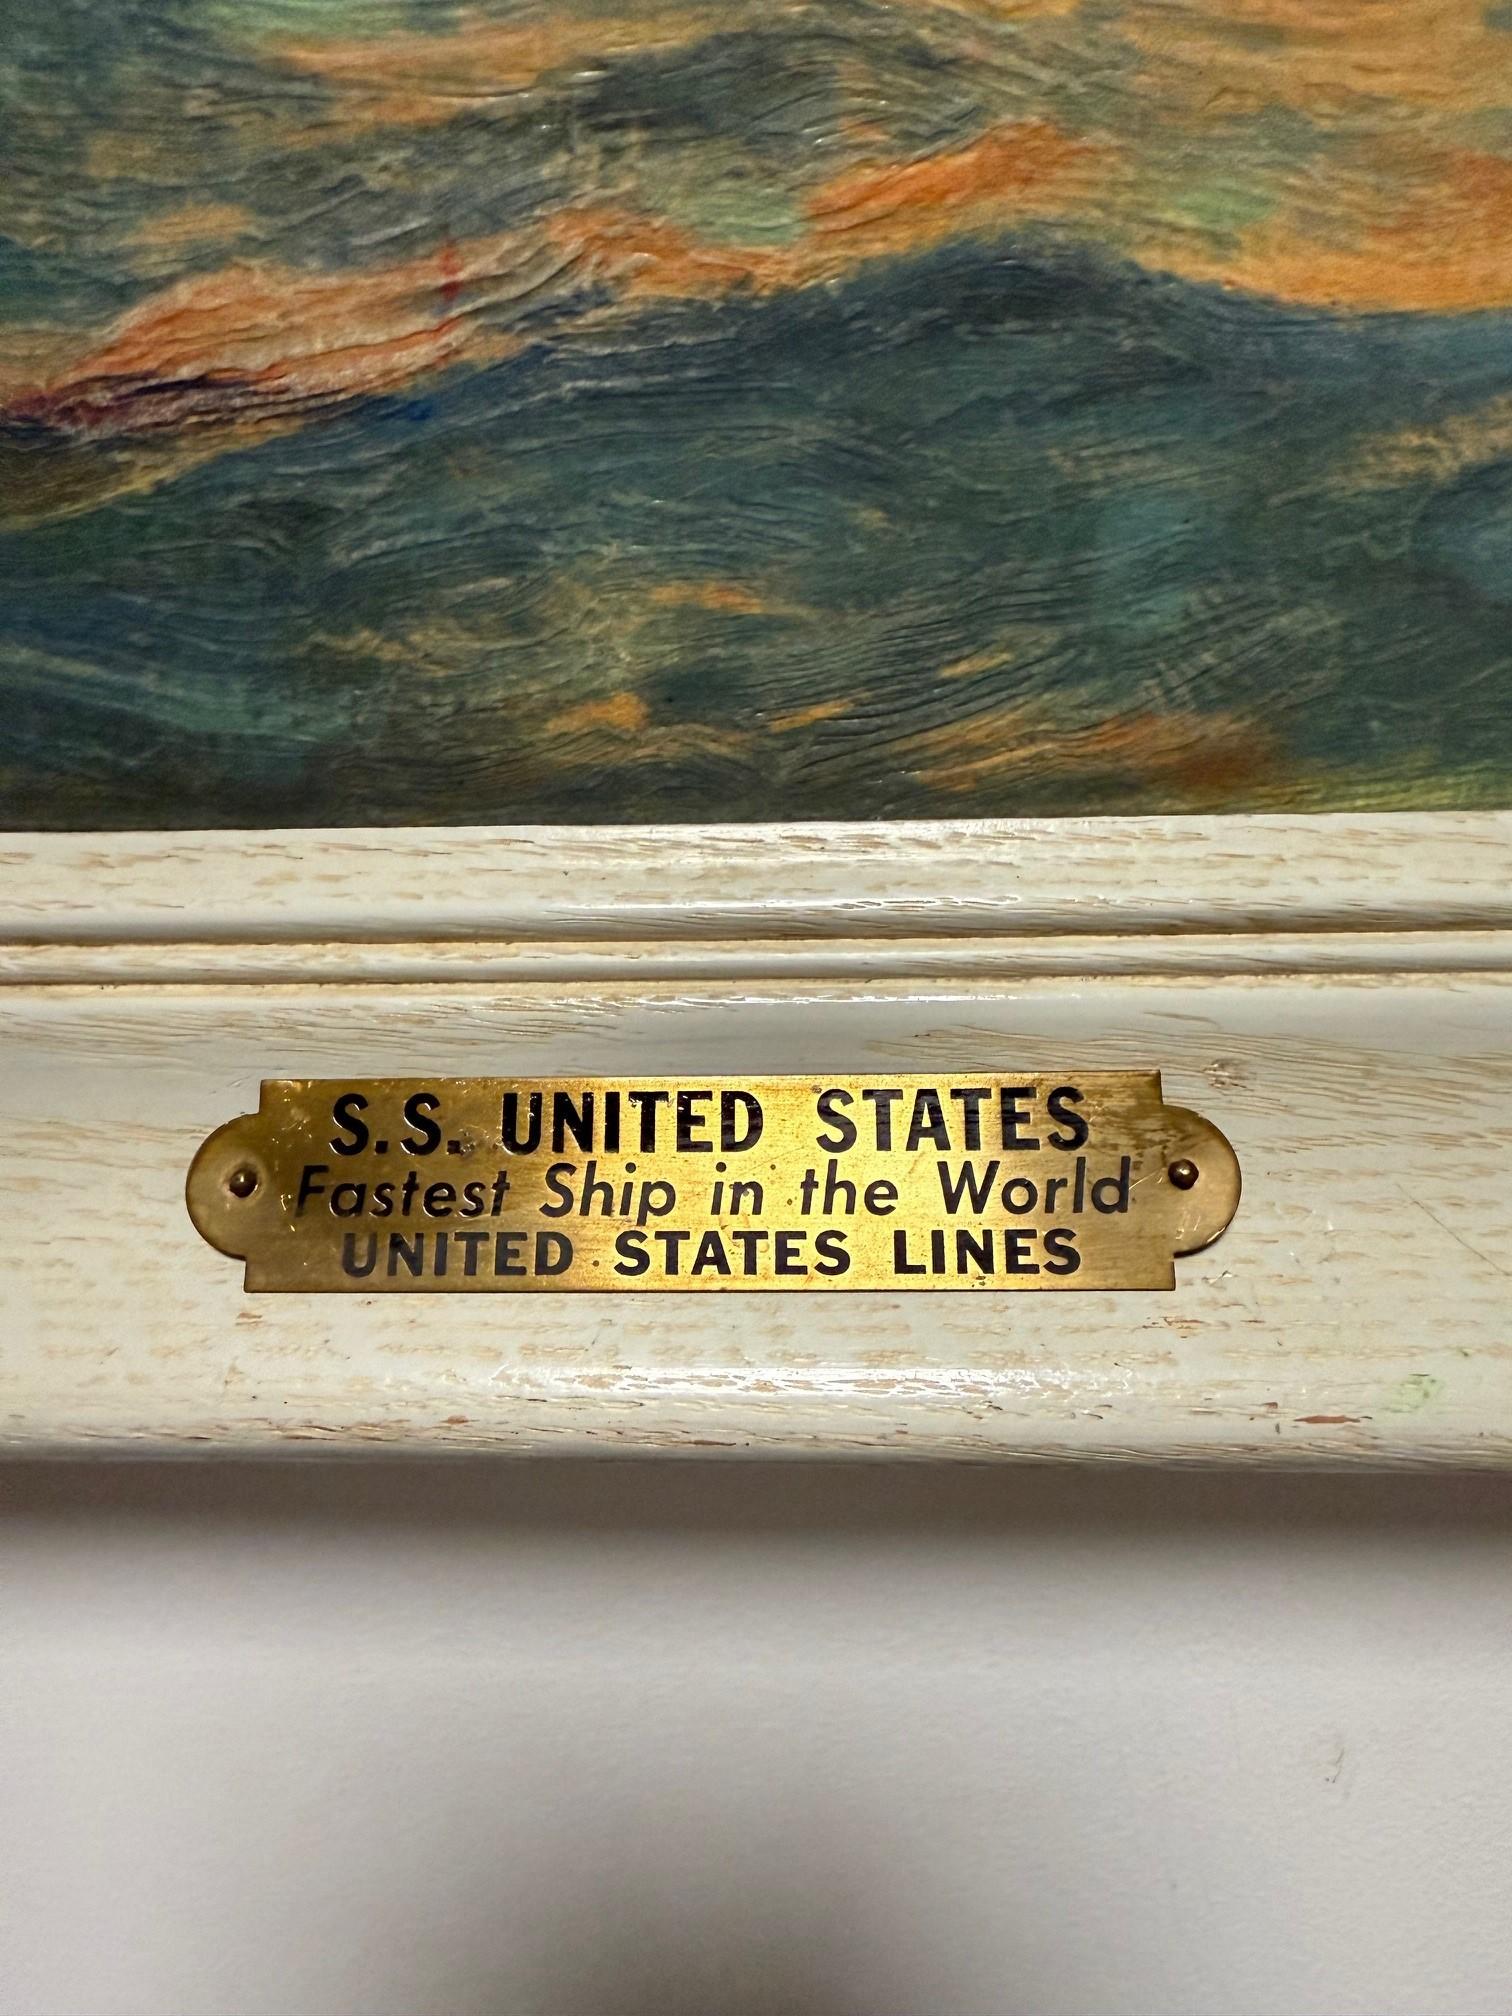 S.S. UNITED STATES
Fastest Ship in the World
UNITED STATES LINES